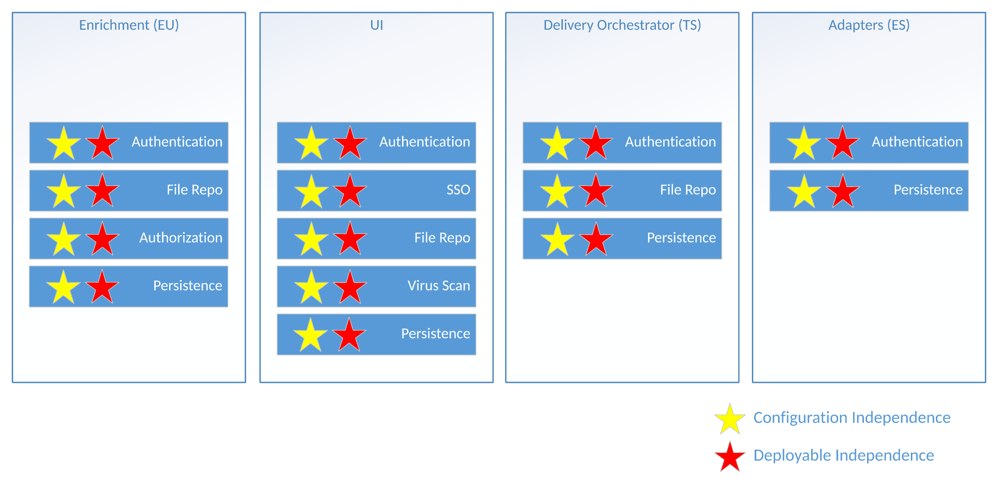 Enrichment (EU)
Authentication
File Repo
Authorization
Persistence
UI
Authentication
SSO
File Repo
Virus Scan
Persistence
Delivery Orchestrator (TS)
Authentication
File Repo
Persistence
Adapters (ES)
Authentication
Persistence
Configuration Independence
Deployable Independence